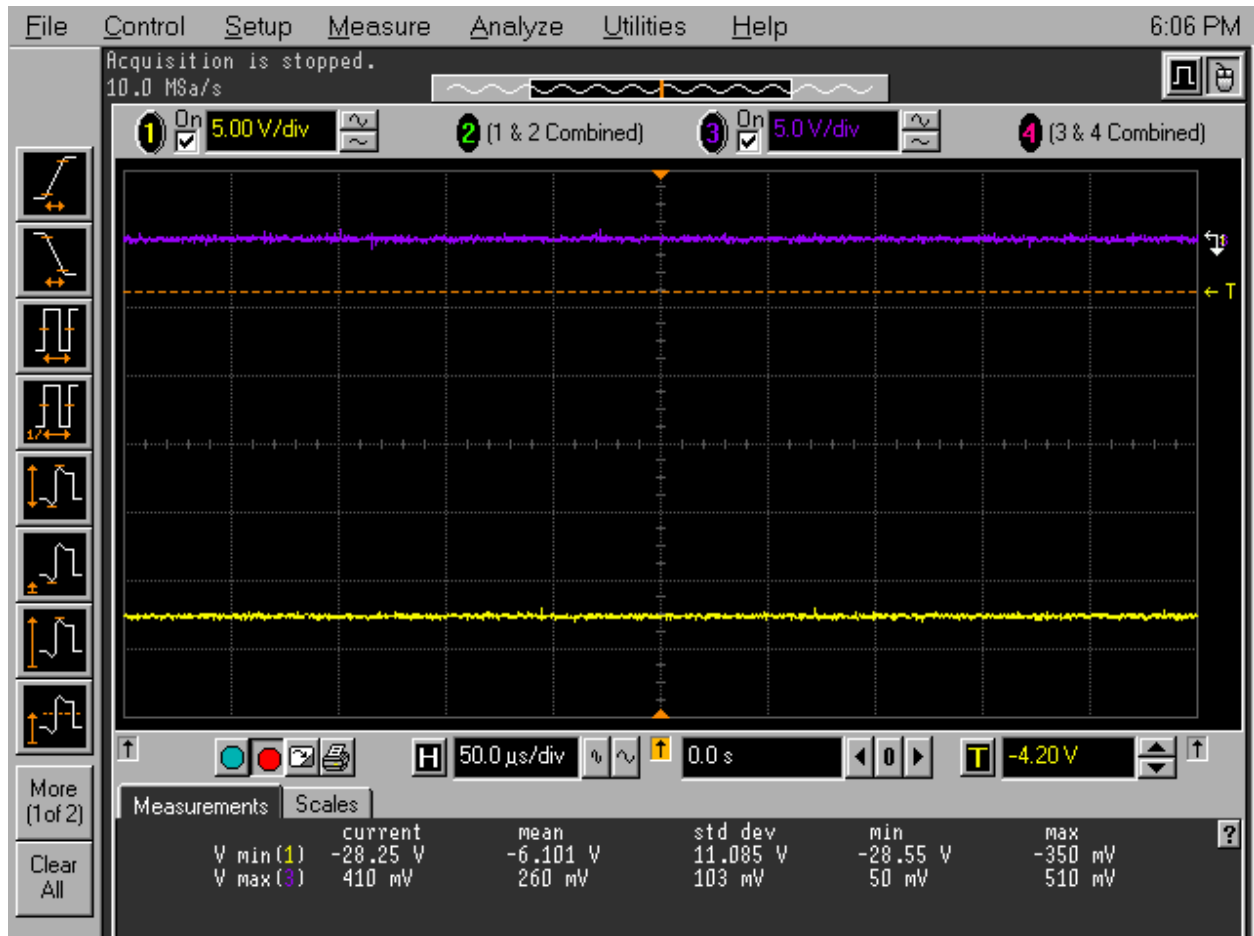 File Control Setup Measure Analyze Utilities Help 6:06 PM
Acquisition is stopped.
10.0 MSa/s
1 On 5.00 V/div 2 (1 & 2 Combined) 3 On 5.0 V/div 4 (3 & 4 Combined)
← T
1/
H 50.0 µs/div 0.0 s 0 T -4.20 V
More
(1of 2)
Clear
All
Measurements Scales
current mean std dev min max
V min(1) -28.25 V -6.101 V 11.085 V -28.55 V -350 mV
V max(3) 410 mV 260 mV 103 mV 50 mV 510 mV
?